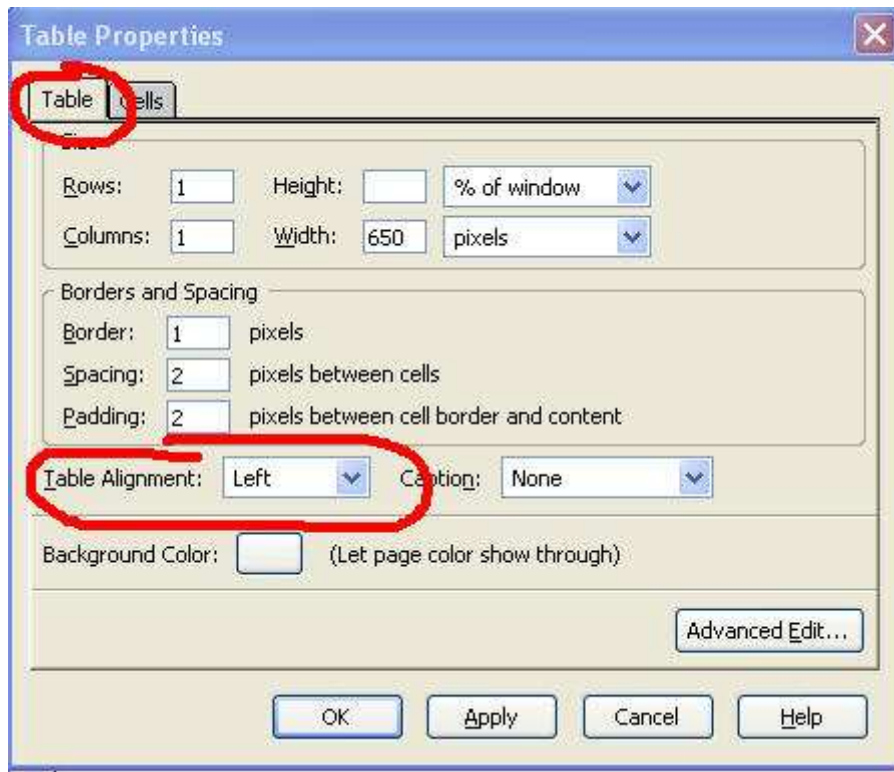 Table Properties
Table Cells
Size
Rows: 1 Height: % of window
Columns: 1 Width: 650 pixels
Borders and Spacing
Border: 1 pixels
Spacing: 2 pixels between cells
Padding: 2 pixels between cell border and content
Table Alignment: Left Caption: None
Background Color: (Let page color show through)
Advanced Edit...
OK Apply Cancel Help